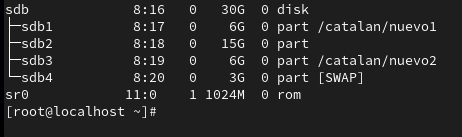 sdb 8:16 0 30G 0 disk
├─sdb1 8:17 0 6G 0 part /catalan/nuevo1
├─sdb2 8:18 0 15G 0 part
├─sdb3 8:19 0 6G 0 part /catalan/nuevo2
└─sdb4 8:20 0 3G 0 part [SWAP]
sr0 11:0 1 1024M 0 rom
[root@localhost ~]#